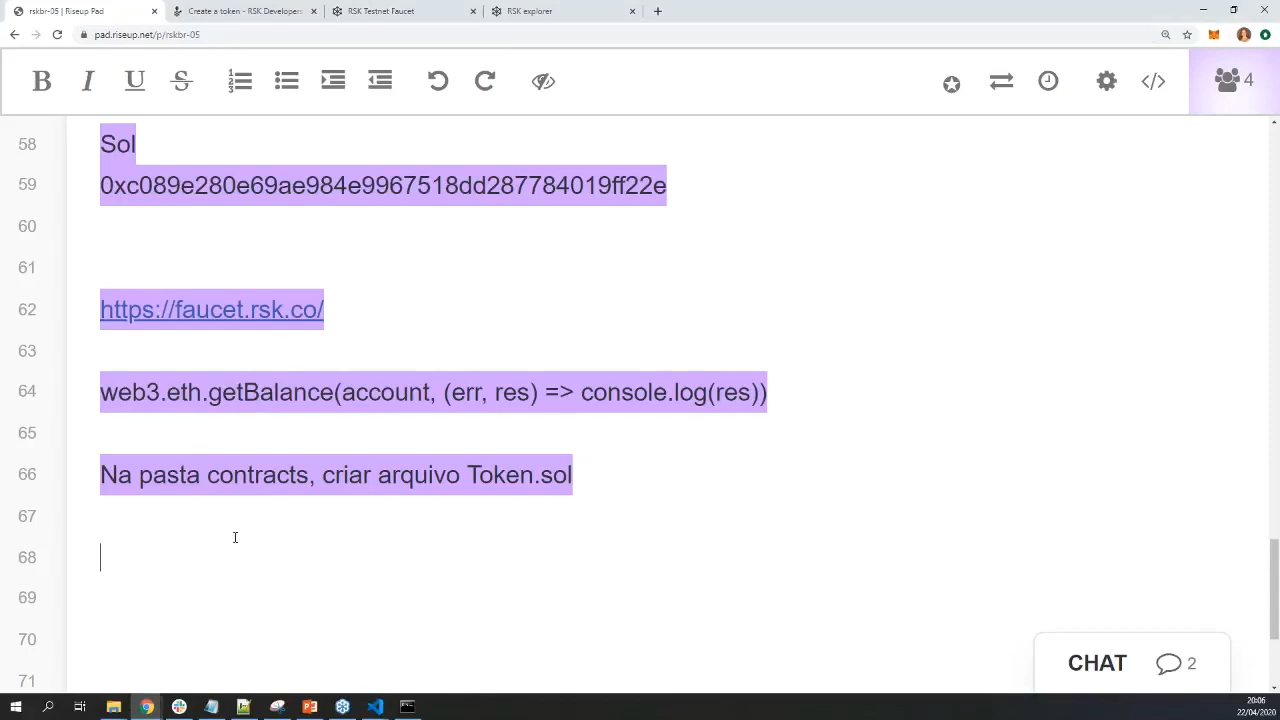 rskbr-05 | Riseup Pad
Create a token - RSK Developers
RSK Testnet Faucet
RSK explorer
pad.riseup.net/p/rskbr-05
B I U S
4
58 Sol
59 0xc089e280e69ae984e9967518dd287784019ff22e
60
61
62 https://faucet.rsk.co/
63
64 web3.eth.getBalance(account, (err, res) => console.log(res))
65
66 Na pasta contracts, criar arquivo Token.sol
67
68
69
70
71
CHAT 2
20:06
22/04/2020